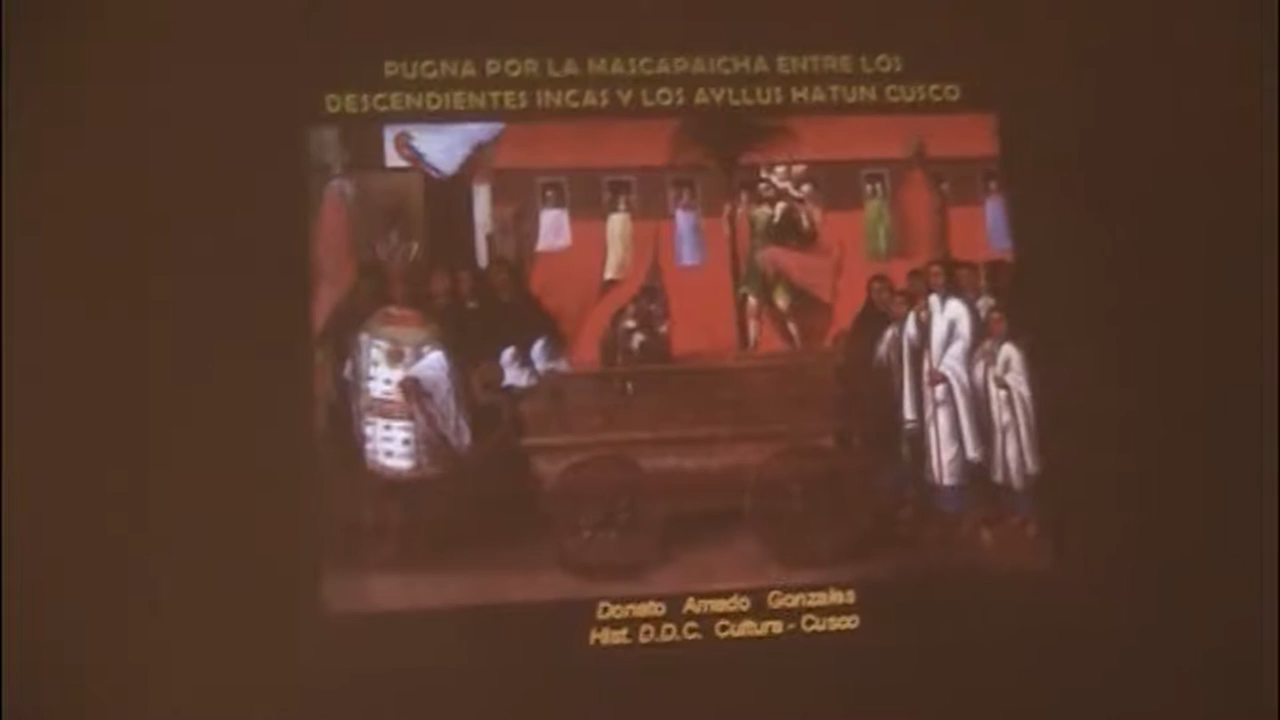 PUGNA POR LA MASCAPAICHA ENTRE LOS
DESCENDIENTES INCAS Y LOS AYLLUS HATUN CUSCO
Donato Amado Gonzales
Hist. D.D.C. Cultura - Cusco